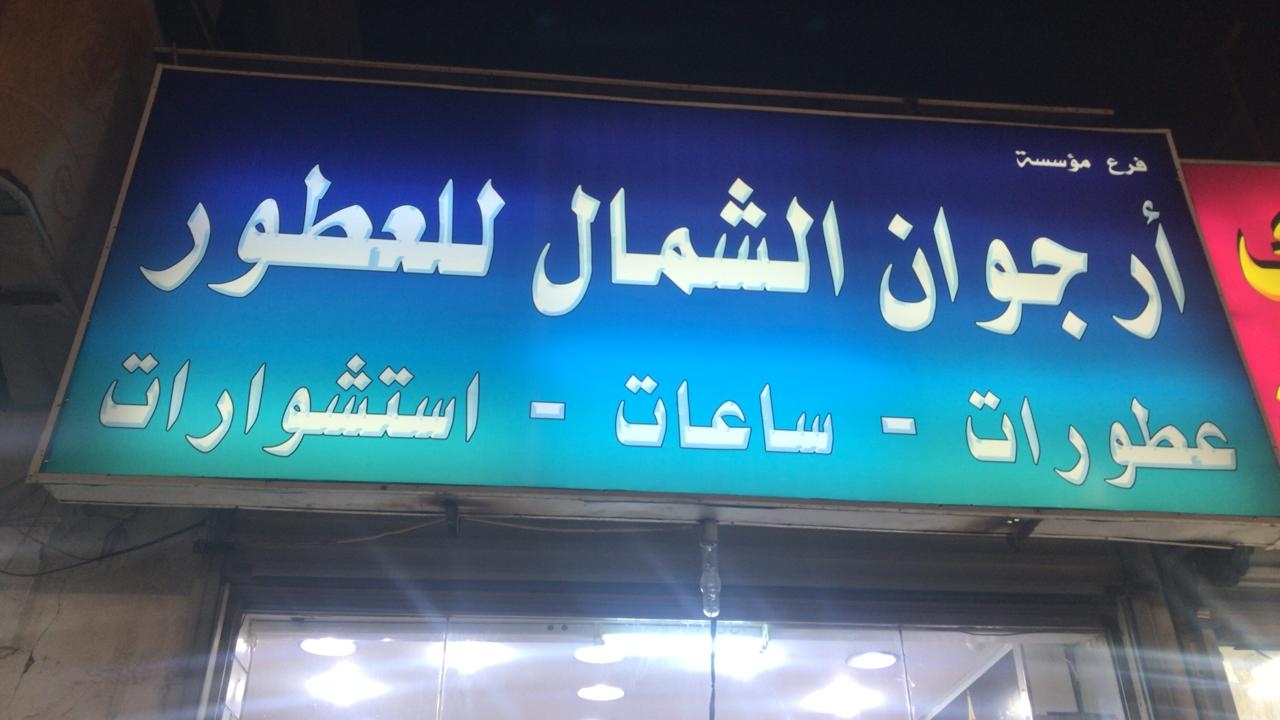 فرع مؤسسة
أرجوان الشمال للعطور
عطورات - ساعات - استشوارات